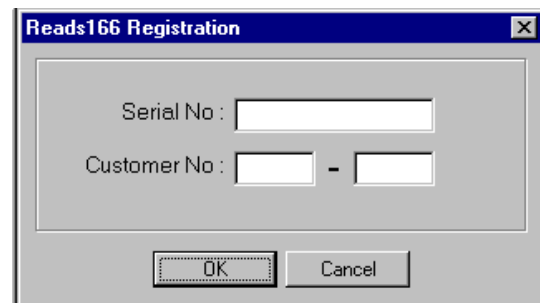 Reads166 Registration
Serial No :
Customer No : -
OK Cancel